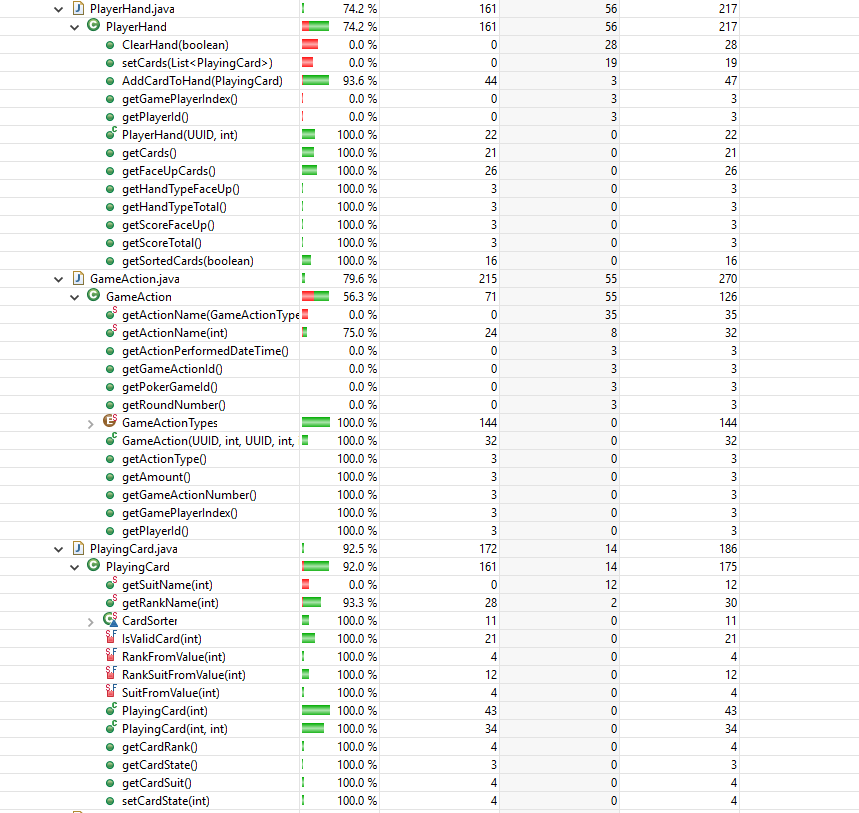 PlayerHand.java 74.2 % 161 56 217
PlayerHand 74.2 % 161 56 217
ClearHand(boolean) 0.0 % 0 28 28
setCards(List<PlayingCard>) 0.0 % 0 19 19
AddCardToHand(PlayingCard) 93.6 % 44 3 47
getGamePlayerIndex() 0.0 % 0 3 3
getPlayerId() 0.0 % 0 3 3
PlayerHand(UUID, int) 100.0 % 22 0 22
getCards() 100.0 % 21 0 21
getFaceUpCards() 100.0 % 26 0 26
getHandTypeFaceUp() 100.0 % 3 0 3
getHandTypeTotal() 100.0 % 3 0 3
getScoreFaceUp() 100.0 % 3 0 3
getScoreTotal() 100.0 % 3 0 3
getSortedCards(boolean) 100.0 % 16 0 16
GameAction.java 79.6 % 215 55 270
GameAction 56.3 % 71 55 126
getActionName(GameActionType 0.0 % 0 35 35
getActionName(int) 75.0 % 24 8 32
getActionPerformedDateTime() 0.0 % 0 3 3
getGameActionId() 0.0 % 0 3 3
getPokerGameId() 0.0 % 0 3 3
getRoundNumber() 0.0 % 0 3 3
GameActionTypes 100.0 % 144 0 144
GameAction(UUID, int, UUID, int, 100.0 % 32 0 32
getActionType() 100.0 % 3 0 3
getAmount() 100.0 % 3 0 3
getGameActionNumber() 100.0 % 3 0 3
getGamePlayerIndex() 100.0 % 3 0 3
getPlayerId() 100.0 % 3 0 3
PlayingCard.java 92.5 % 172 14 186
PlayingCard 92.0 % 161 14 175
getSuitName(int) 0.0 % 0 12 12
getRankName(int) 93.3 % 28 2 30
CardSorter 100.0 % 11 0 11
IsValidCard(int) 100.0 % 21 0 21
RankFromValue(int) 100.0 % 4 0 4
RankSuitFromValue(int) 100.0 % 12 0 12
SuitFromValue(int) 100.0 % 4 0 4
PlayingCard(int) 100.0 % 43 0 43
PlayingCard(int, int) 100.0 % 34 0 34
getCardRank() 100.0 % 4 0 4
getCardState() 100.0 % 3 0 3
getCardSuit() 100.0 % 4 0 4
setCardState(int) 100.0 % 4 0 4